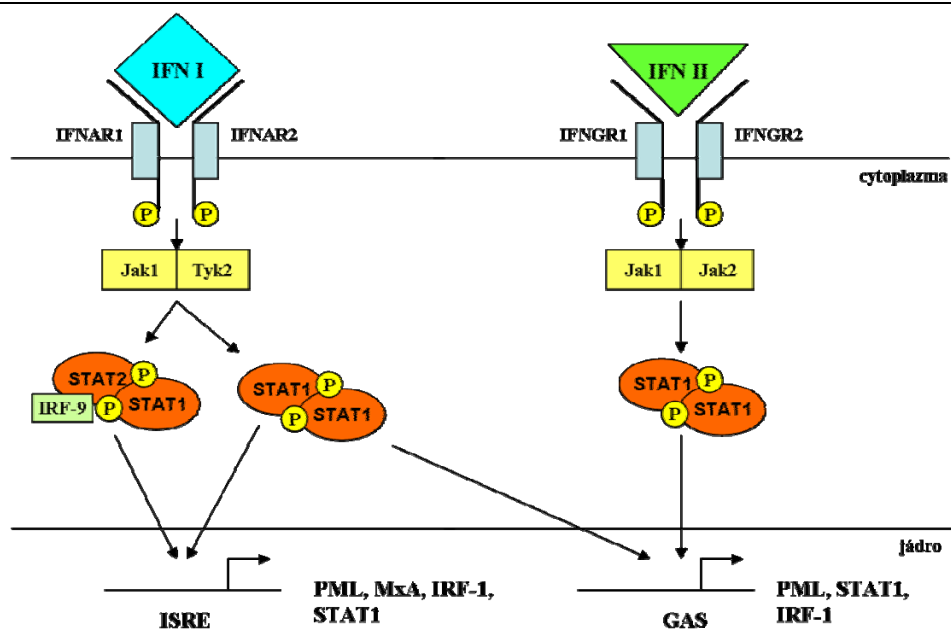 IFN I
IFN II
IFNAR1
IFNAR2
IFNGR1
IFNGR2
cytoplazma
P
P
P
P
Jak1
Tyk2
Jak1
Jak2
STAT2
P
IRF-9
P
STAT1
STAT1
P
P
STAT1
STAT1
P
P
STAT1
jádro
PML, MxA, IRF-1,
STAT1
ISRE
PML, STAT1,
IRF-1
GAS